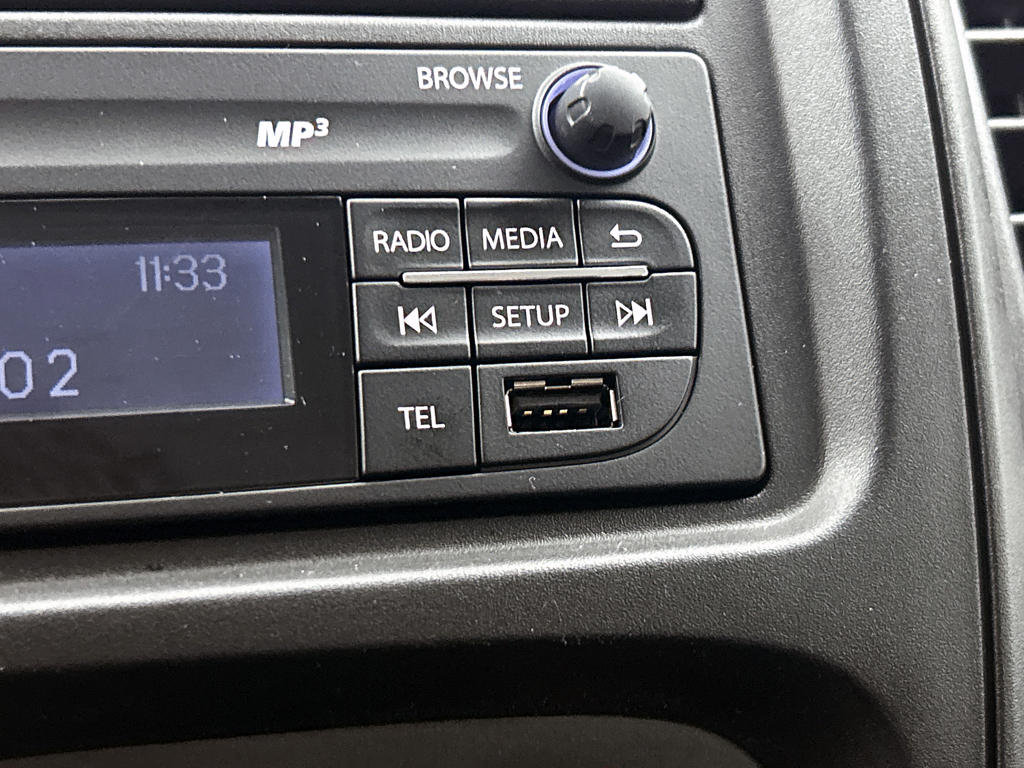 BROWSE
MP3
RADIO MEDIA
11:33
SETUP
02
TEL